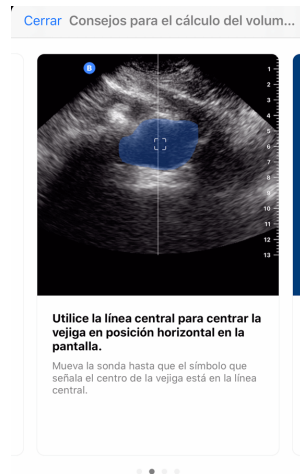 Cerrar Consejos para el cálculo del volum...
B
1
2
3
4
5
6
7
8
9
10
11
12
13
Utilice la línea central para centrar la
vejiga en posición horizontal en la
pantalla.
Mueva la sonda hasta que el símbolo que
señala el centro de la vejiga está en la línea
central.